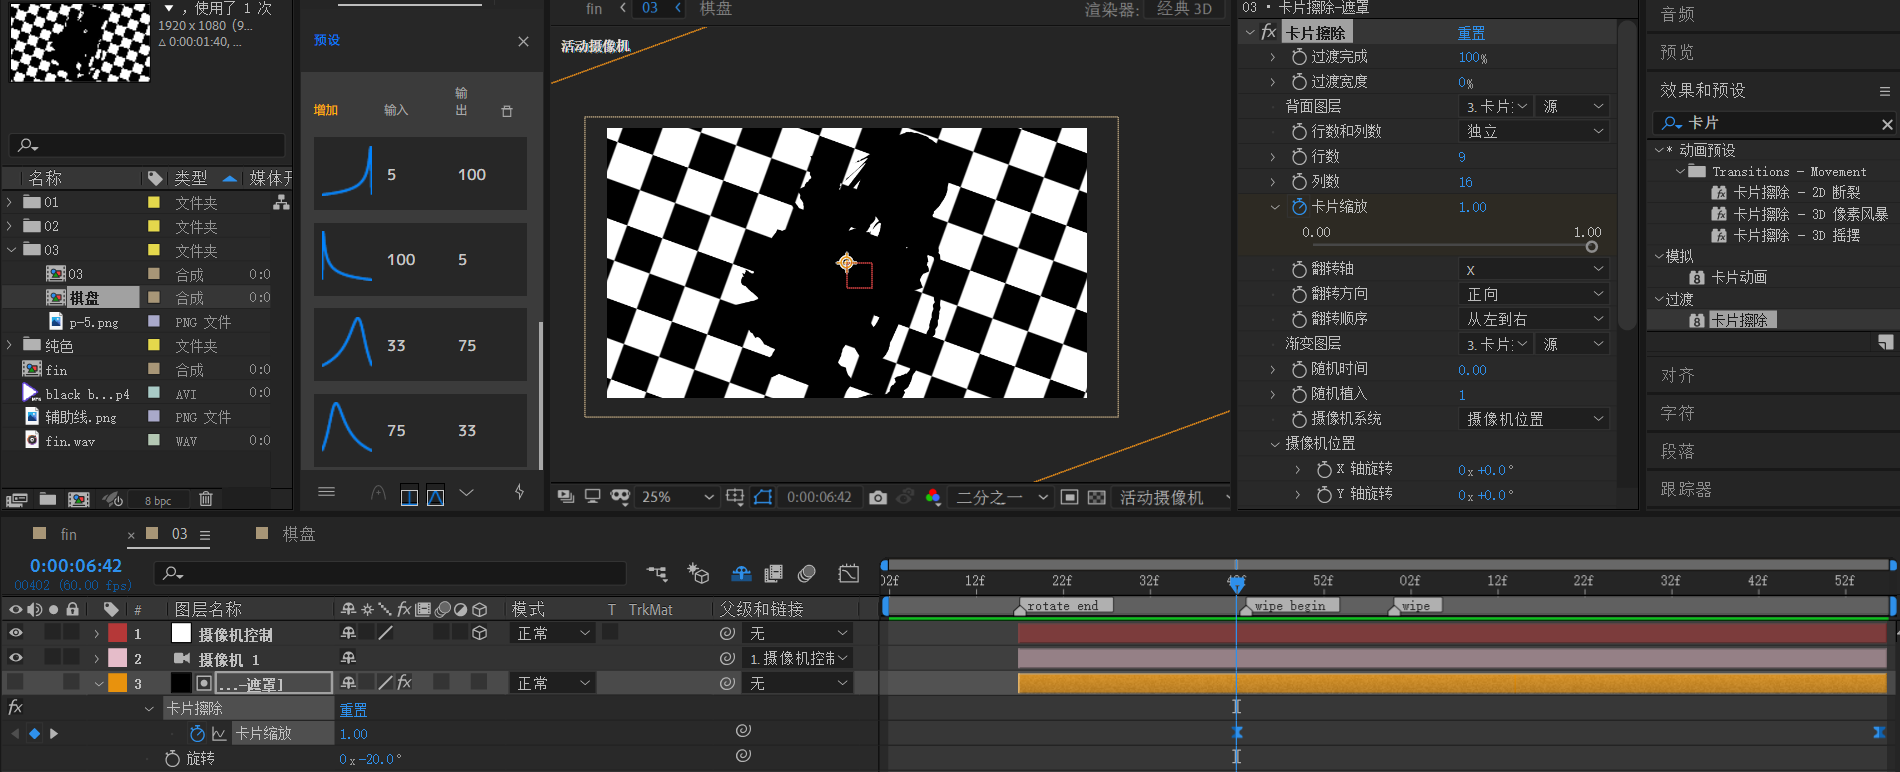 , 使用了 1 次
1920 x 1080 (9...
△ 0:00:01:40, ...
名称 类型 媒体开
01 文件夹
02 文件夹
03 文件夹
03 合成 0:0
棋盘 合成 0:0
p-5.png PNG 文件
纯色 文件夹
fin 合成 0:0
black b...p4 AVI 0:0
辅助线.png PNG 文件
fin.wav WAV 0:0
8 bpc
预设
增加 输入 输出
5 100
100 5
33 75
75 33
fin 03 棋盘 渲染器: 经典 3D
活动摄像机
25% 0:00:06:42 二分之一 活动摄像机
03 • 卡片擦除-遮罩
fx 卡片擦除 重置
过渡完成 100%
过渡宽度 0%
背面图层 3. 卡片: 源
行数和列数 独立
行数 9
列数 16
卡片缩放 1.00
0.00 1.00
翻转轴 X
翻转方向 正向
翻转顺序 从左到右
渐变图层 3. 卡片: 源
随机时间 0.00
随机植入 1
摄像机系统 摄像机位置
摄像机位置
X 轴旋转 0x+0.0°
Y 轴旋转 0x+0.0°
音频
预览
效果和预设
卡片
* 动画预设
Transitions - Movement
卡片擦除 - 2D 断裂
卡片擦除 - 3D 像素风暴
卡片擦除 - 3D 摇摆
模拟
卡片动画
过渡
卡片擦除
对齐
字符
段落
跟踪器
fin × 03 棋盘
0:00:06:42
00402 (60.00 fps)
02f 12f 22f 32f 42f 52f 02f 12f 22f 32f 42f 52f
# 图层名称 fx 模式 T TrkMat 父级和链接
rotate end wipe begin wipe
1 摄像机控制 正常 无
2 摄像机 1 1. 摄像机控制
3 ...-遮罩] fx 正常 无
fx 卡片擦除 重置
卡片缩放 1.00
旋转 0x-20.0°